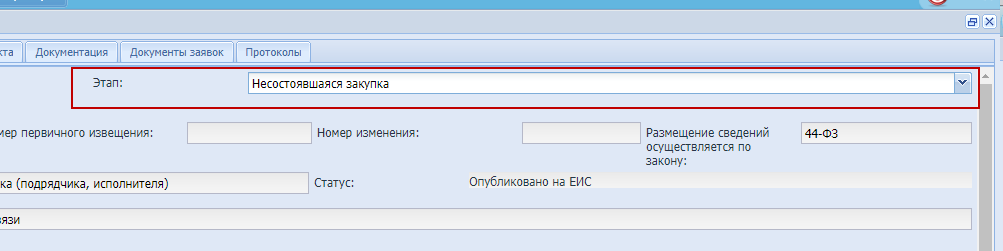 кта Документация Документы заявок Протоколы
Этап: Несостоявшаяся закупка
мер первичного извещения: Номер изменения: Размещение сведений осуществляется по закону: 44-ФЗ
ка (подрядчика, исполнителя) Статус: Опубликовано на ЕИС
вязи